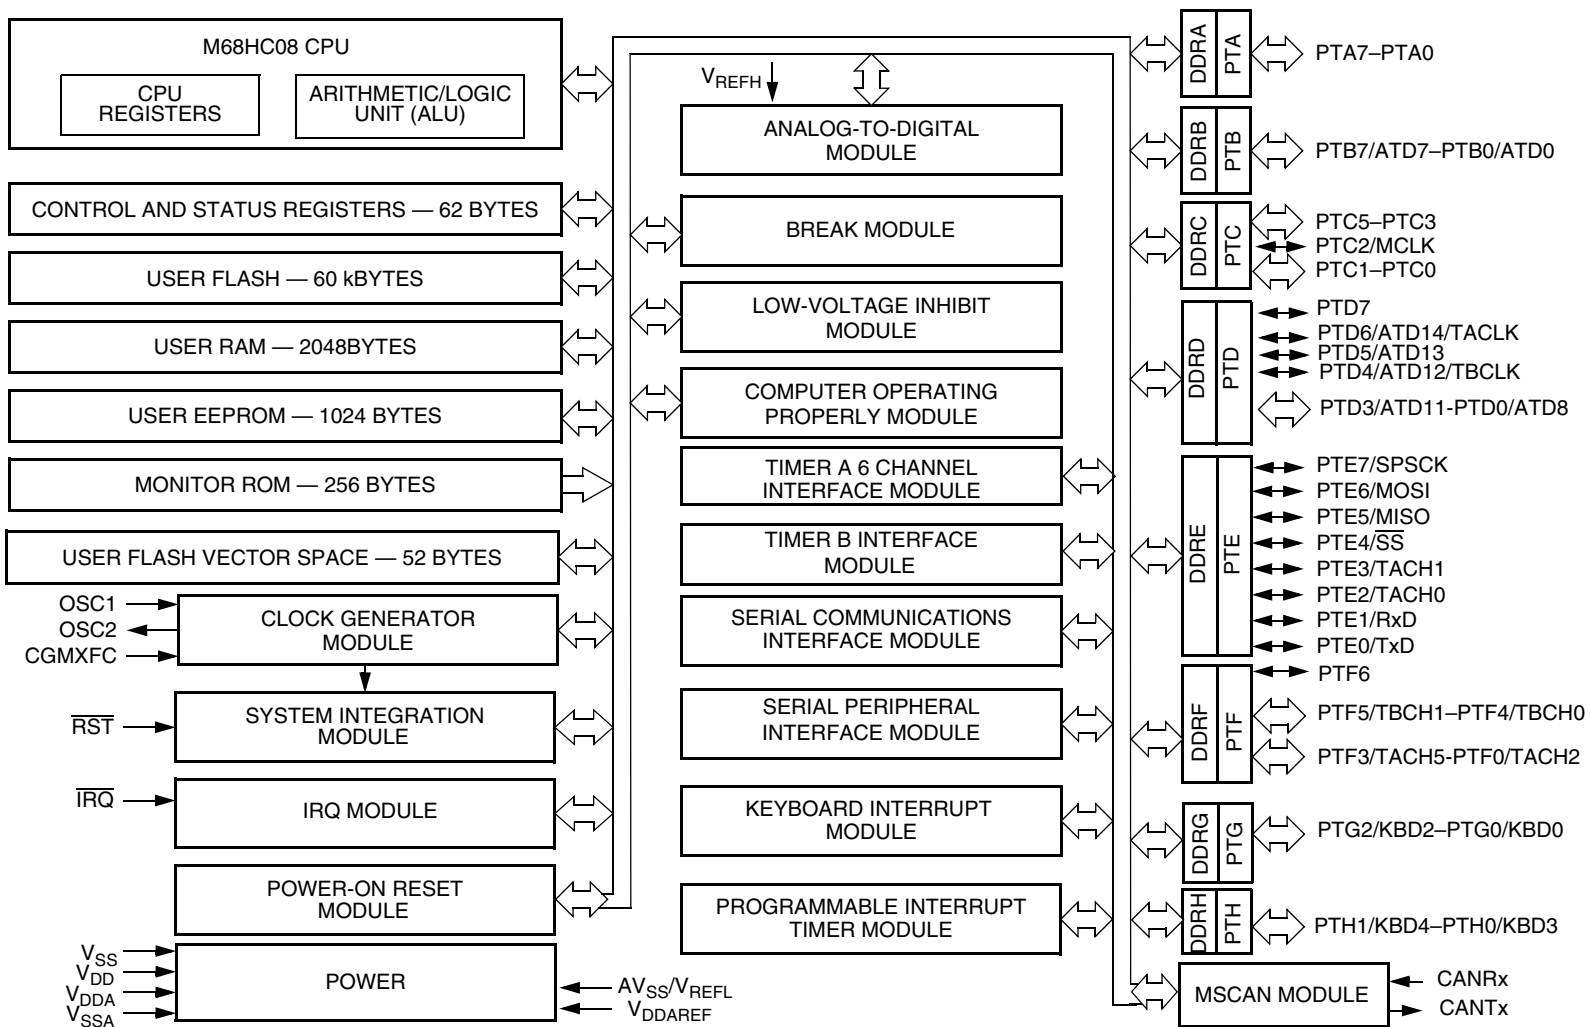 M68HC08 CPU
CPU
REGISTERS
ARITHMETIC/LOGIC
UNIT (ALU)
CONTROL AND STATUS REGISTERS — 62 BYTES
USER FLASH — 60 kBYTES
USER RAM — 2048BYTES
USER EEPROM — 1024 BYTES
MONITOR ROM — 256 BYTES
USER FLASH VECTOR SPACE — 52 BYTES
OSC1
OSC2
CGMXFC
CLOCK GENERATOR
MODULE
RST
SYSTEM INTEGRATION
MODULE
IRQ
IRQ MODULE
POWER-ON RESET
MODULE
VSS
VDD
VDDA
VSSA
POWER
AVSS/VREFL
VDDAREF
VREFH
ANALOG-TO-DIGITAL
MODULE
BREAK MODULE
LOW-VOLTAGE INHIBIT
MODULE
COMPUTER OPERATING
PROPERLY MODULE
TIMER A 6 CHANNEL
INTERFACE MODULE
TIMER B INTERFACE
MODULE
SERIAL COMMUNICATIONS
INTERFACE MODULE
SERIAL PERIPHERAL
INTERFACE MODULE
KEYBOARD INTERRUPT
MODULE
PROGRAMMABLE INTERRUPT
TIMER MODULE
DDRA
PTA
PTA7–PTA0
DDRB
PTB
PTB7/ATD7–PTB0/ATD0
DDRC
PTC
PTC5–PTC3
PTC2/MCLK
PTC1–PTC0
DDRD
PTD
PTD7
PTD6/ATD14/TACLK
PTD5/ATD13
PTD4/ATD12/TBCLK
PTD3/ATD11-PTD0/ATD8
DDRE
PTE
PTE7/SPSCK
PTE6/MOSI
PTE5/MISO
PTE4/SS
PTE3/TACH1
PTE2/TACH0
PTE1/RxD
PTE0/TxD
DDRF
PTF
PTF6
PTF5/TBCH1–PTF4/TBCH0
PTF3/TACH5-PTF0/TACH2
DDRG
PTG
PTG2/KBD2–PTG0/KBD0
DDRH
PTH
PTH1/KBD4–PTH0/KBD3
MSCAN MODULE
CANRx
CANTx